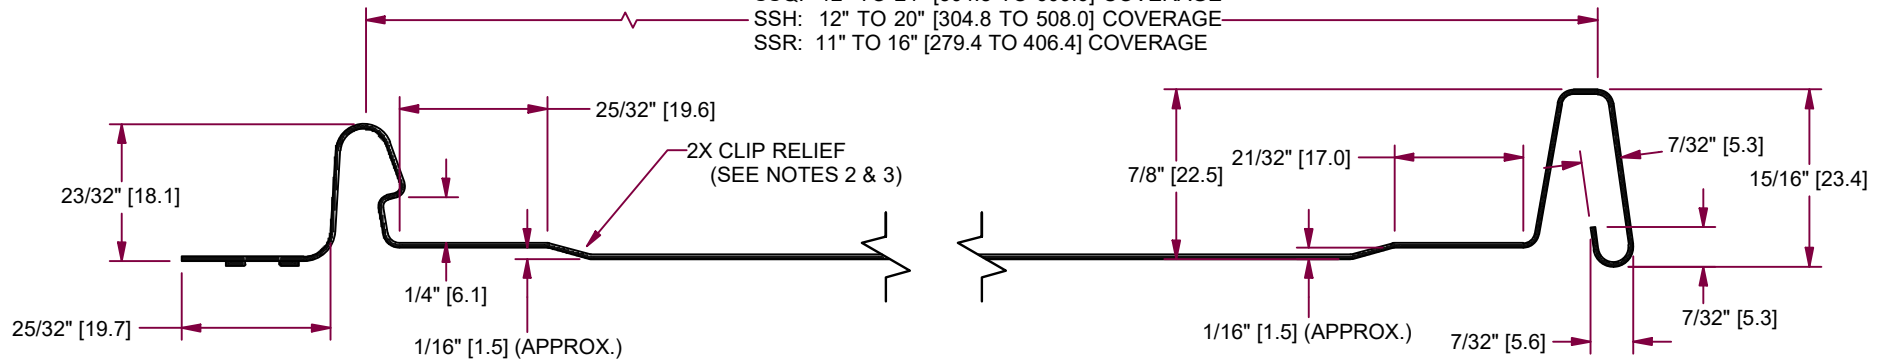 SSH: 12" TO 20" [304.8 TO 508.0] COVERAGE
SSR: 11" TO 16" [279.4 TO 406.4] COVERAGE
25/32" [19.6]
2X CLIP RELIEF
(SEE NOTES 2 & 3)
23/32" [18.1]
7/8" [22.5]
21/32" [17.0]
7/32" [5.3]
15/16" [23.4]
1/4" [6.1]
25/32" [19.7]
1/16" [1.5] (APPROX.)
1/16" [1.5] (APPROX.)
7/32" [5.6]
7/32" [5.3]